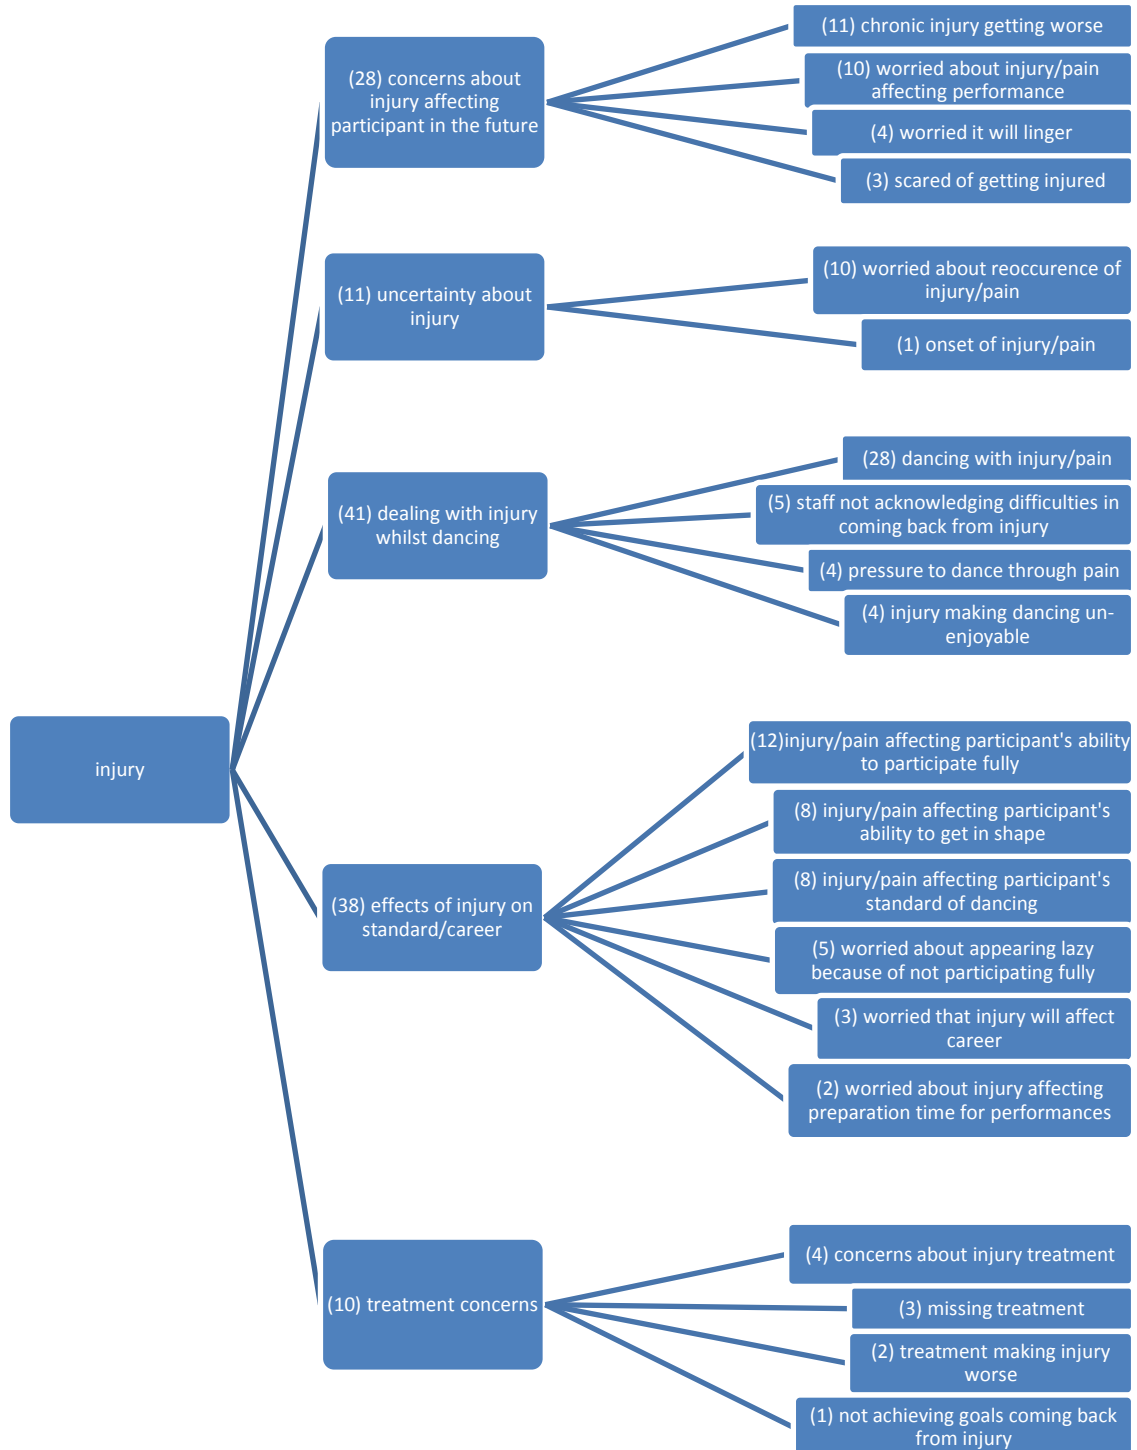 (11) chronic injury getting worse
(28) concerns about
injury affecting
participant in the future
(10) worried about injury/pain
affecting performance
(4) worried it will linger
(3) scared of getting injured
(11) uncertainty about
injury
(10) worried about reoccurence of
injury/pain
(1) onset of injury/pain
(41) dealing with injury
whilst dancing
(28) dancing with injury/pain
(5) staff not acknowledging difficulties in
coming back from injury
(4) pressure to dance through pain
(4) injury making dancing un-
enjoyable
injury
(38) effects of injury on
standard/career
(12)injury/pain affecting participant's ability
to participate fully
(8) injury/pain affecting participant's
ability to get in shape
(8) injury/pain affecting participant's
standard of dancing
(5) worried about appearing lazy
because of not participating fully
(3) worried that injury will affect
career
(2) worried about injury affecting
preparation time for performances
(10) treatment concerns
(4) concerns about injury treatment
(3) missing treatment
(2) treatment making injury
worse
(1) not achieving goals coming back
from injury